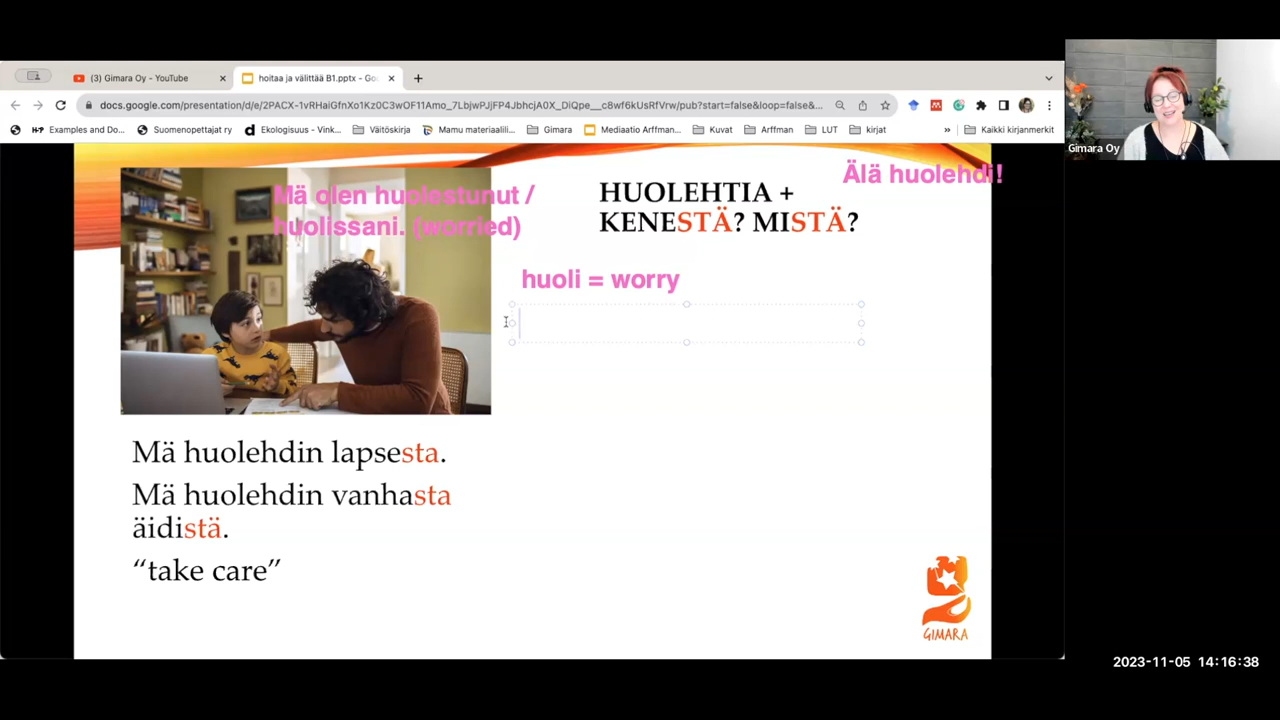 (3) Gimara Oy - YouTube
hoitaa ja välittää B1.pptx - Go
docs.google.com/presentation/d/e/2PACX-1vRHaiGfnXo1Kz0C3wOF11Amo_7LbjwPJjFP4JbhcjA0X_DiQpe__c8wf6kUsRfVrw/pub?start=false&loop=false&...
Examples and Do...
Suomenopettajat ry
Ekologisuus - Vink...
Väitöskirja
Mamu materiaalili...
Gimara
Mediaatio Arffman...
Kuvat
Arffman
LUT
kirjat
»
Kaikki kirjanmerkit
Gimara Oy
Älä huolehdi!
Mä olen huolestunut /
huolissani. (worried)
HUOLEHTIA +
KENESTÄ? MISTÄ?
huoli = worry
Mä huolehdin lapsesta.
Mä huolehdin vanhasta
äidistä.
“take care”
GIMARA
2023-11-05 14:16:38